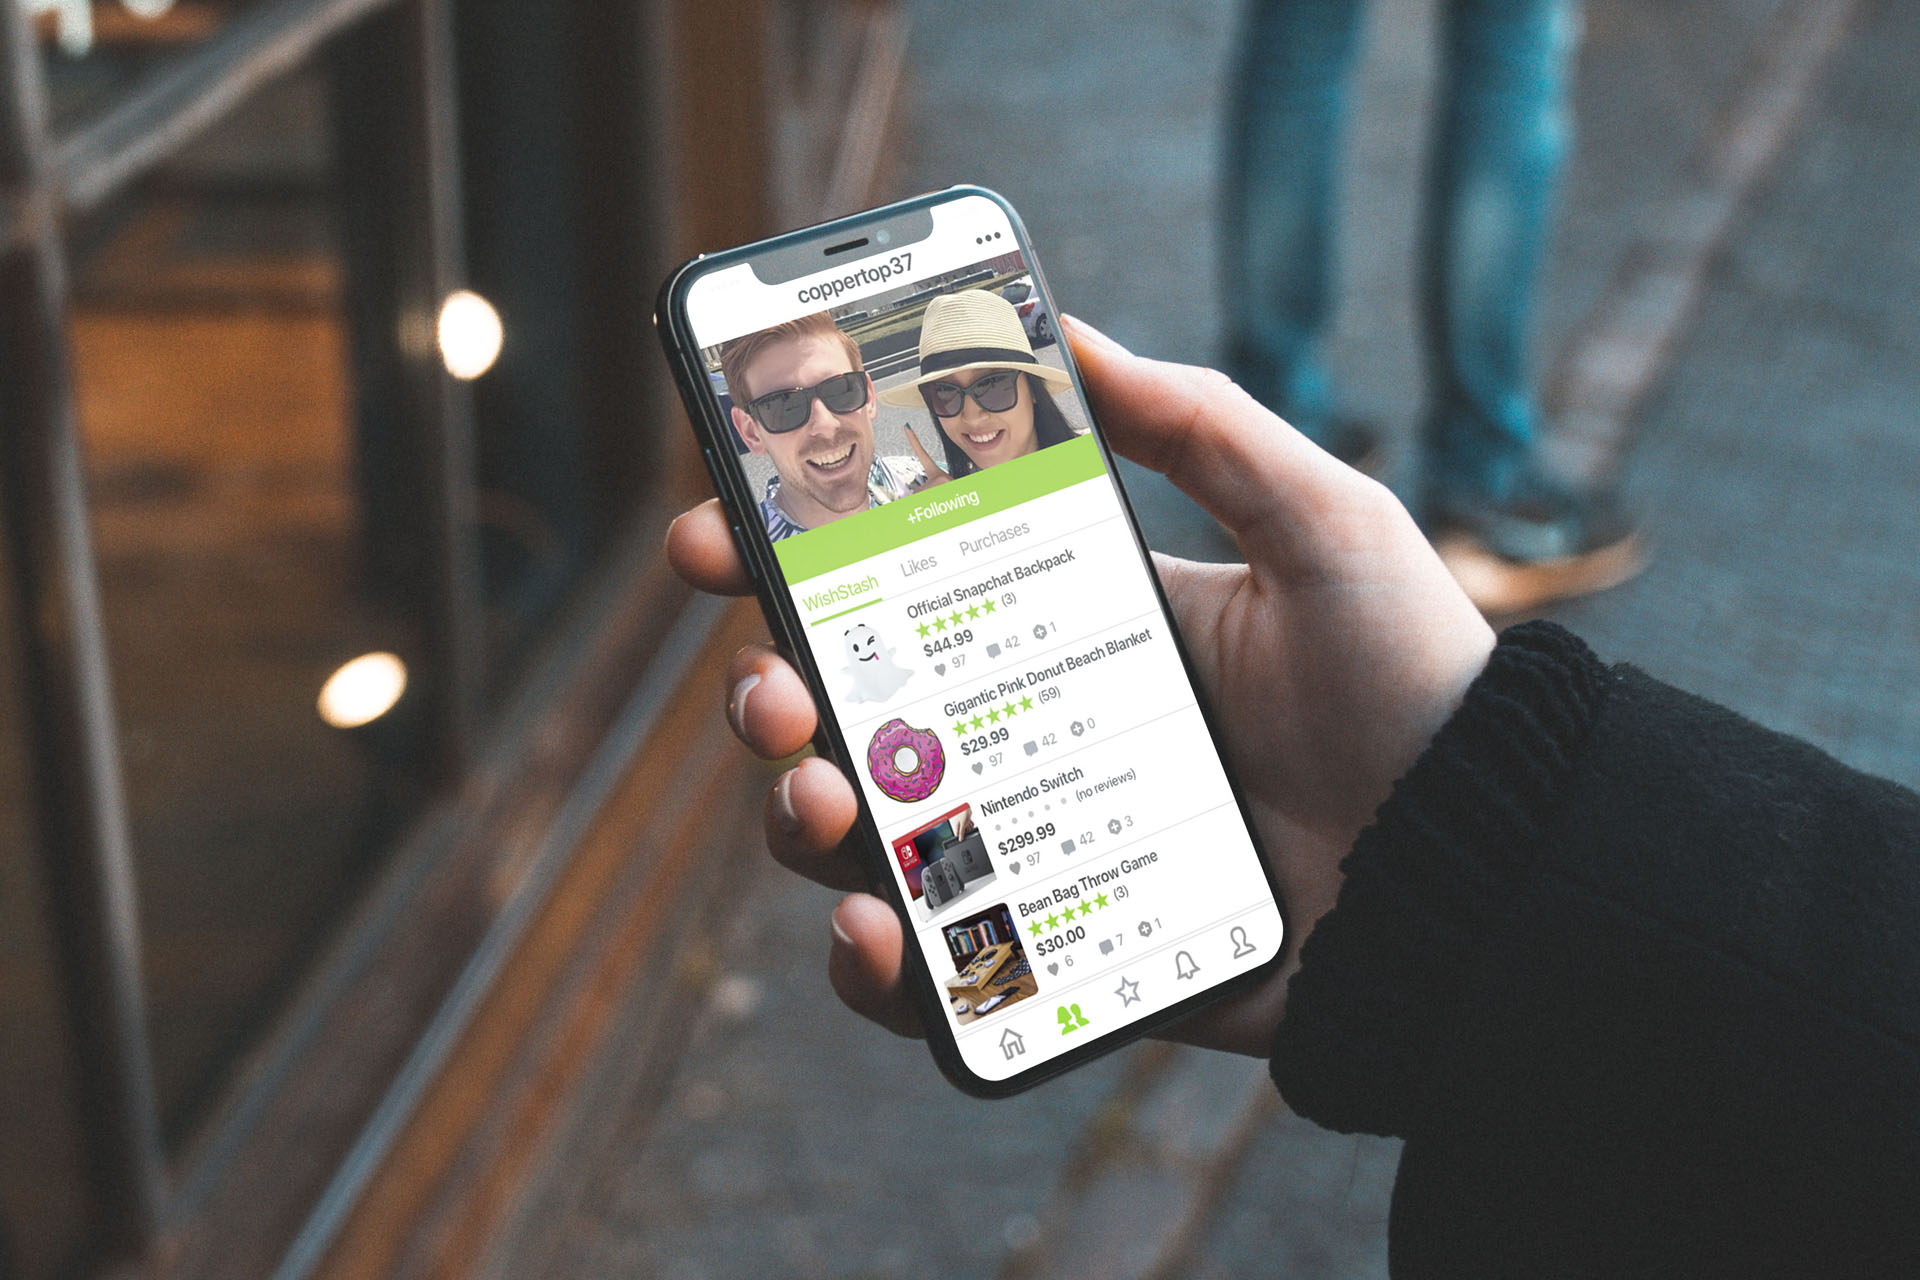 coppertop37
+Following
WishStash Likes Purchases
Official Snapchat Backpack
(3)
$44.99
97 42 1
Gigantic Pink Donut Beach Blanket
(59)
$29.99
97 42 0
Nintendo Switch
(no reviews)
$299.99
97 42 3
Bean Bag Throw Game
(3)
$30.00
6 7 1